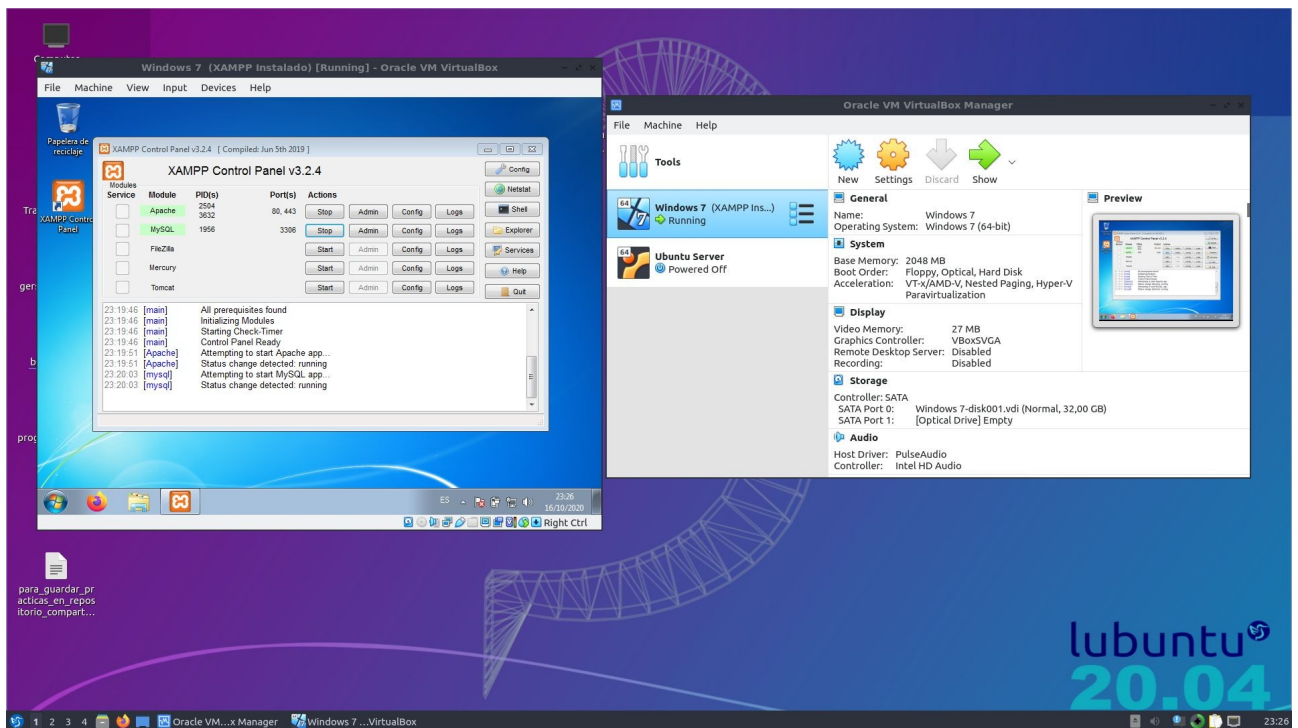 Windows 7 (XAMPP Instalado) [Running] - Oracle VM VirtualBox
File Machine View Input Devices Help
Papelera de
reciclaje
XAMPP Contro
Panel
XAMPP Control Panel v3.2.4 [ Compiled: Jun 5th 2019 ]
XAMPP Control Panel v3.2.4
Config
Modules
Service Module PID(s) Port(s) Actions
Netstat
Apache 2504 3632 80, 443 Stop Admin Config Logs
Shell
MySQL 1956 3306 Stop Admin Config Logs
Explorer
FileZilla Start Admin Config Logs
Services
Mercury Start Admin Config Logs
Help
Tomcat Start Admin Config Logs
Quit
23:19:46 [main] All prerequisites found
23:19:46 [main] Initializing Modules
23:19:46 [main] Starting Check-Timer
23:19:46 [main] Control Panel Ready
23:19:51 [Apache] Attempting to start Apache app...
23:19:51 [Apache] Status change detected: running
23:20:03 [mysql] Attempting to start MySQL app...
23:20:03 [mysql] Status change detected: running
ES
23:26
16/10/2020
Right Ctrl
Oracle VM VirtualBox Manager
File Machine Help
Tools
New Settings Discard Show
64
Windows 7 (XAMPP Ins...)
Running
64
Ubuntu Server
Powered Off
General
Name: Windows 7
Operating System: Windows 7 (64-bit)
System
Base Memory: 2048 MB
Boot Order: Floppy, Optical, Hard Disk
Acceleration: VT-x/AMD-V, Nested Paging, Hyper-V
Paravirtualization
Display
Video Memory: 27 MB
Graphics Controller: VBoxSVGA
Remote Desktop Server: Disabled
Recording: Disabled
Storage
Controller: SATA
SATA Port 0: Windows 7-disk001.vdi (Normal, 32,00 GB)
SATA Port 1: [Optical Drive] Empty
Audio
Host Driver: PulseAudio
Controller: Intel HD Audio
Preview
para_guardar_pr
acticas_en_repos
itorio_compart...
lubuntu
20.04
1 2 3 4 Oracle VM...x Manager Windows 7 ...VirtualBox 23:26